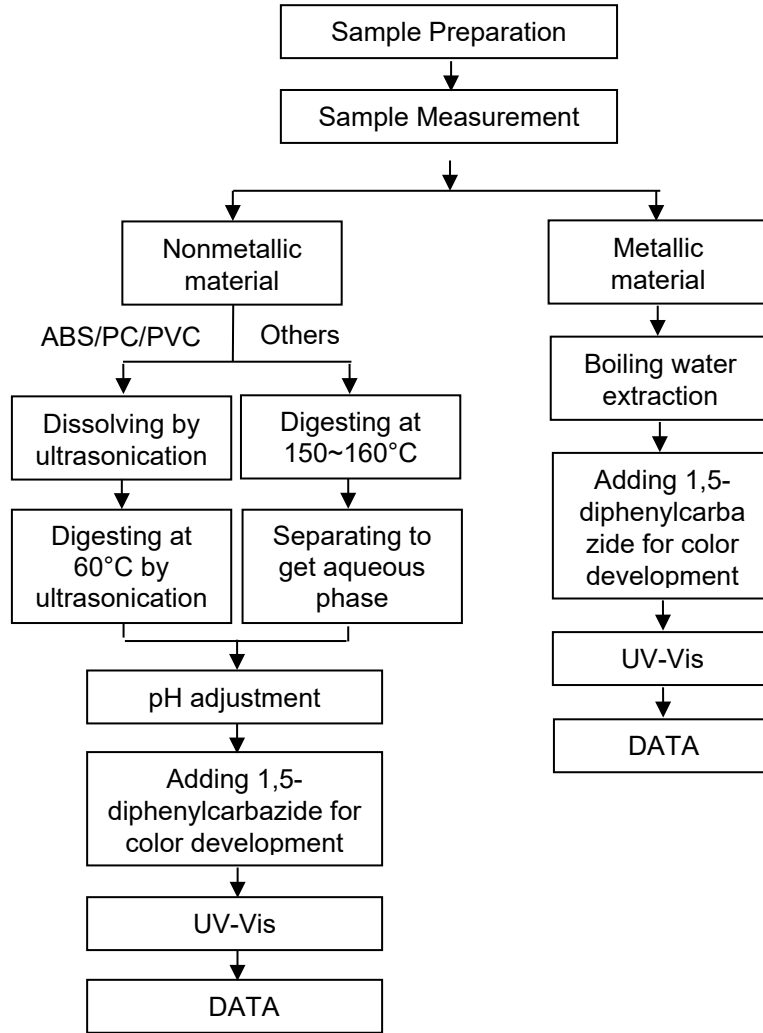 Sample Preparation
Sample Measurement
Nonmetallic
material
Metallic
material
ABS/PC/PVC
Others
Dissolving by
ultrasonication
Digesting at
150~160°C
Boiling water
extraction
Digesting at
60°C by
ultrasonication
Separating to
get aqueous
phase
Adding 1,5-
diphenylcarba
zide for color
development
pH adjustment
UV-Vis
DATA
Adding 1,5-
diphenylcarbazide for
color development
UV-Vis
DATA